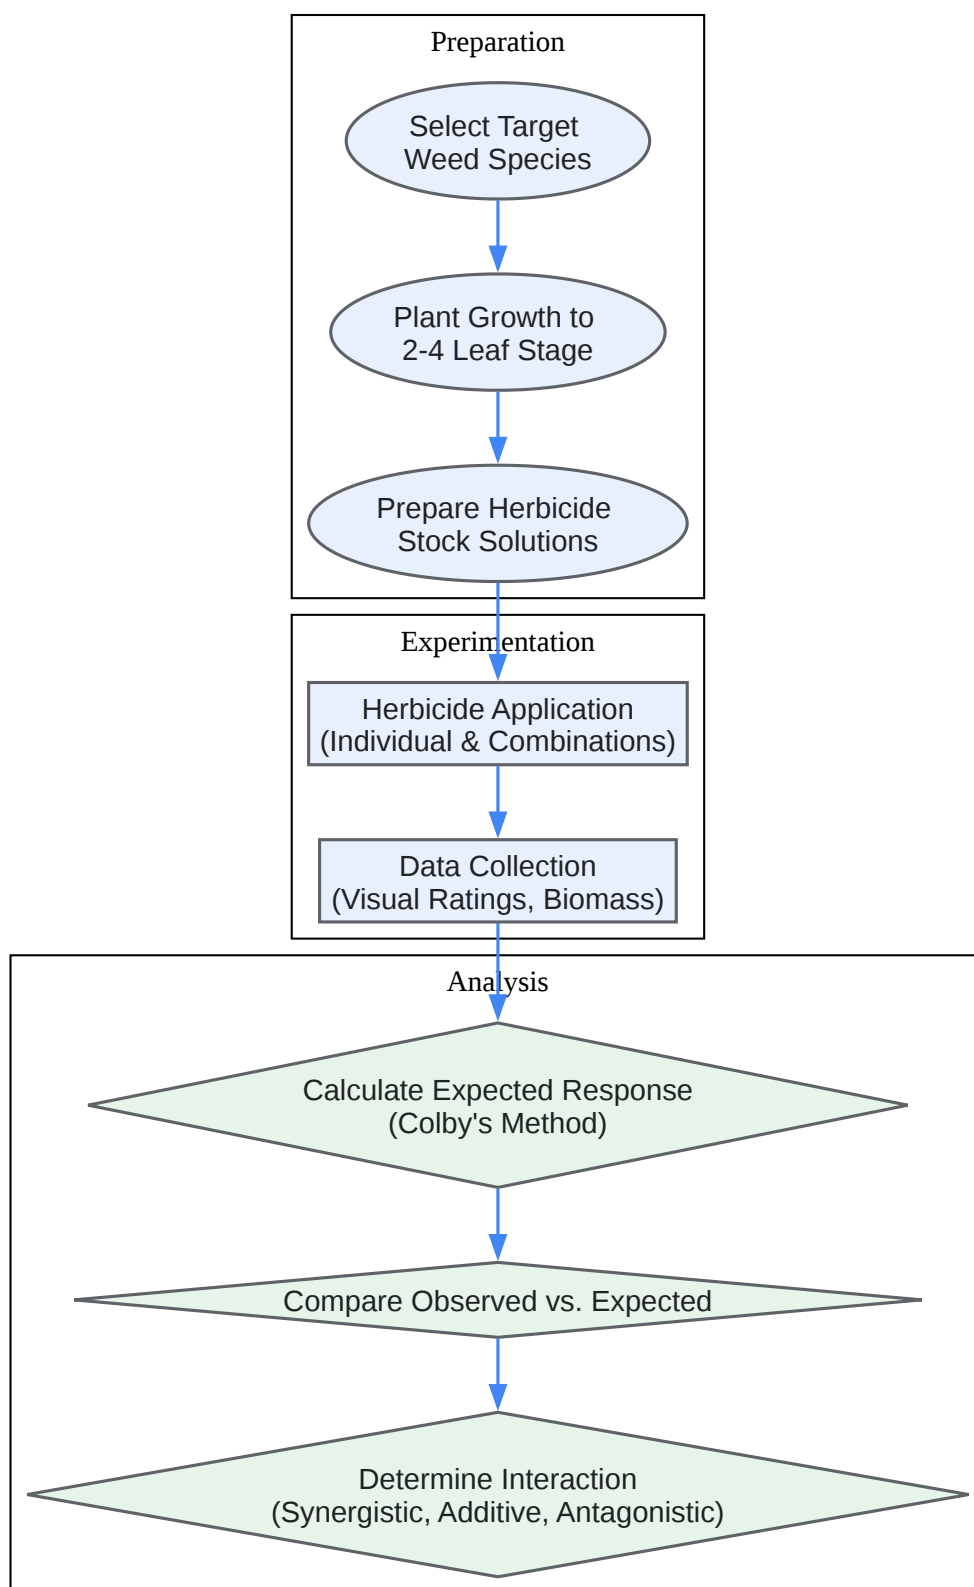 Preparation
Select Target
Weed Species
Plant Growth to
2-4 Leaf Stage
Prepare Herbicide
Stock Solutions
Experimentation
Herbicide Application
(Individual & Combinations)
Data Collection
(Visual Ratings, Biomass)
Analysis
Calculate Expected Response
(Colby's Method)
Compare Observed vs. Expected
Determine Interaction
(Synergistic, Additive, Antagonistic)